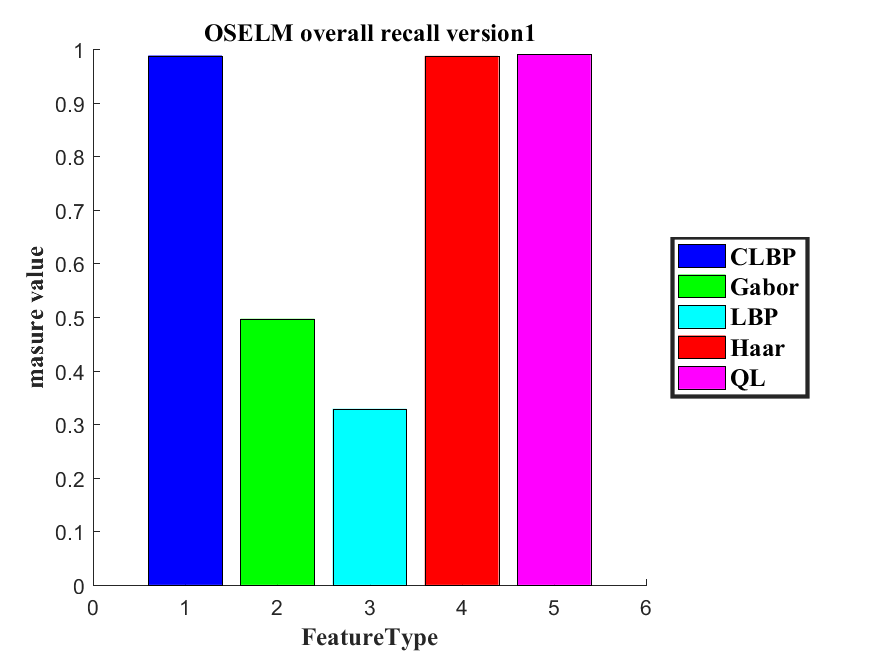 OSELM overall recall version1
1
0.9
0.8
0.7
0.6
0.5
0.4
0.3
0.2
0.1
0
masure value
0 1 2 3 4 5 6
FeatureType
CLBP
Gabor
LBP
Haar
QL